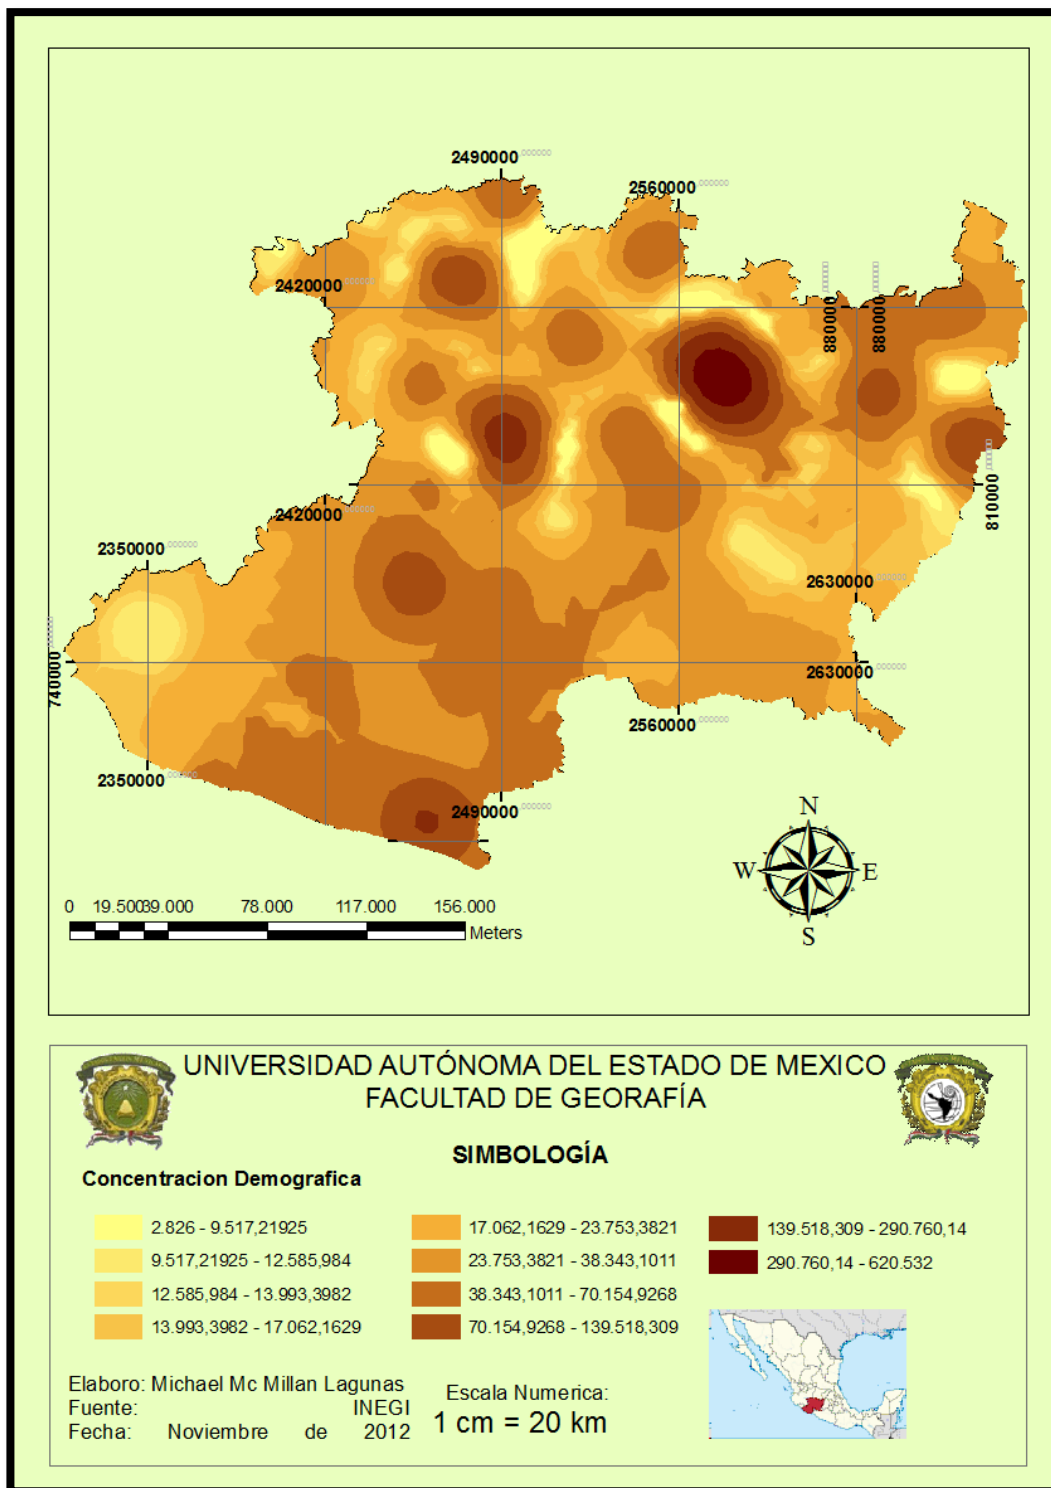 2490000
2560000
2420000
880000
880000
2420000
810000
2350000
2630000
740000
2630000
2560000
2350000
2490000
N
W
E
S
0 19.500 39.000 78.000 117.000 156.000
Meters
UNIVERSIDAD AUTÓNOMA DEL ESTADO DE MEXICO
FACULTAD DE GEORAFÍA
SIMBOLOGÍA
Concentracion Demografica
2.826 - 9.517,21925
9.517,21925 - 12.585,984
12.585,984 - 13.993,3982
13.993,3982 - 17.062,1629
17.062,1629 - 23.753,3821
23.753,3821 - 38.343,1011
38.343,1011 - 70.154,9268
70.154,9268 - 139.518,309
139.518,309 - 290.760,14
290.760,14 - 620.532
Elaboro: Michael Mc Millan Lagunas
Fuente: INEGI
Fecha: Noviembre de 2012
Escala Numerica:
1 cm = 20 km